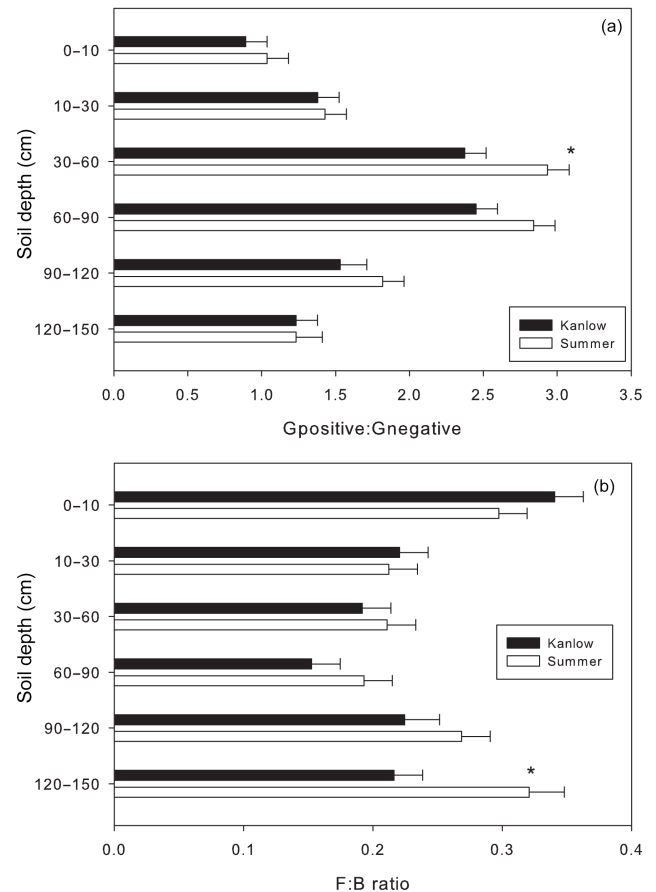 (a)
Soil depth (cm)
0–10
10–30
30–60
*
60–90
90–120
120–150
Kanlow
Summer
0.0 0.5 1.0 1.5 2.0 2.5 3.0 3.5
Gpositive:Gnegative
(b)
Soil depth (cm)
0–10
10–30
30–60
60–90
90–120
120–150
*
Kanlow
Summer
0.0 0.1 0.2 0.3 0.4
F:B ratio